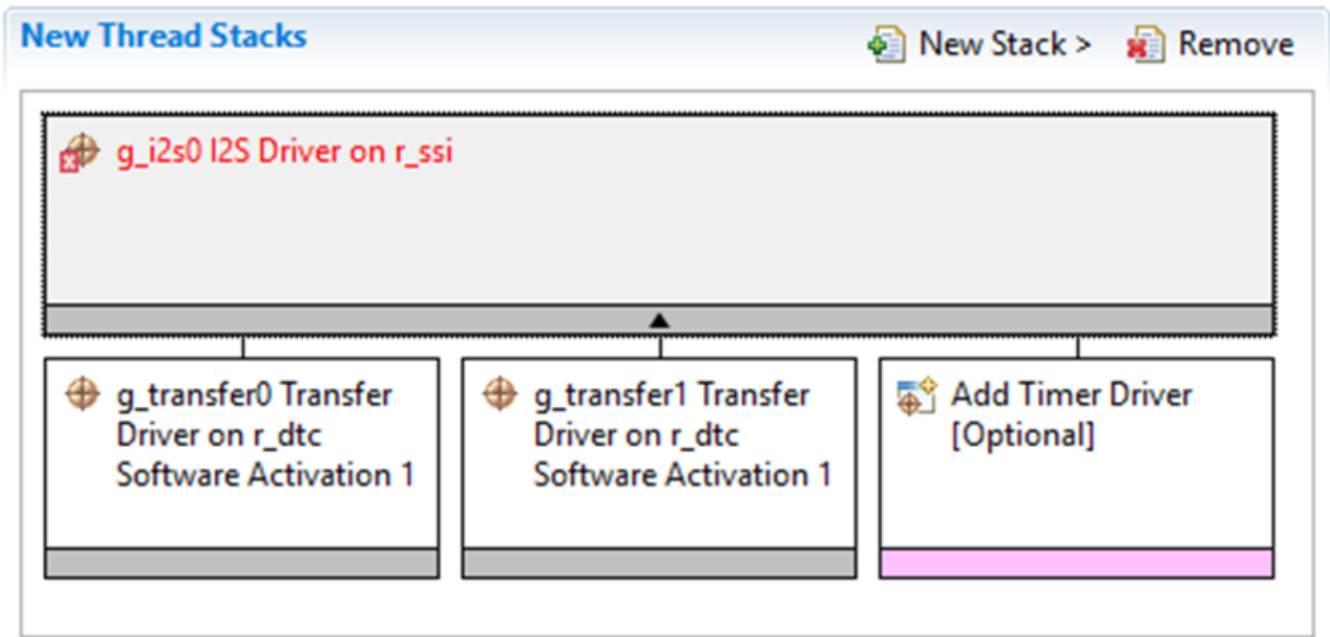 New Thread Stacks
New Stack >
Remove
g_i2s0 I2S Driver on r_ssi
g_transfer0 Transfer
Driver on r_dtc
Software Activation 1
g_transfer1 Transfer
Driver on r_dtc
Software Activation 1
Add Timer Driver
[Optional]